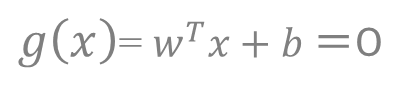 g(x)= wᵀx + b =0